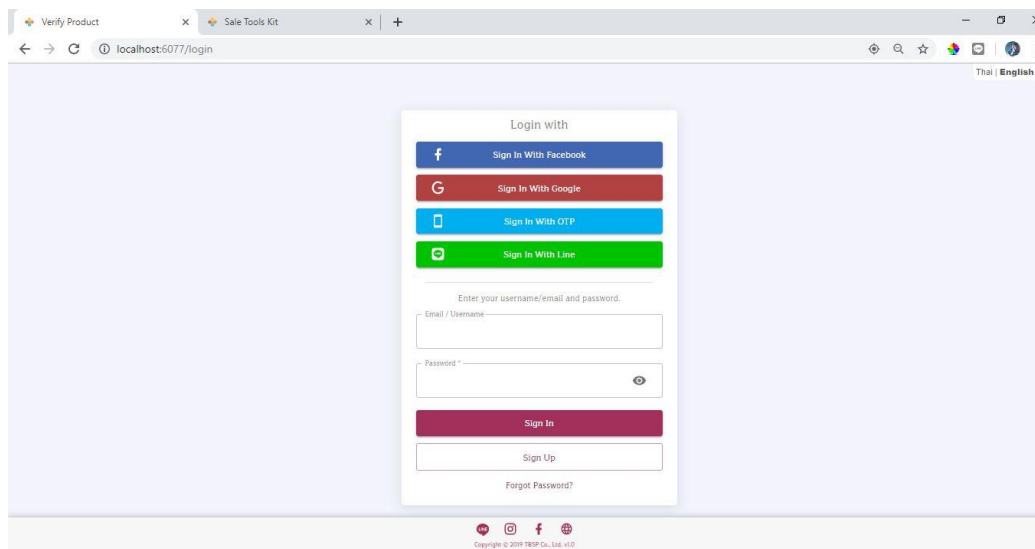 Verify Product
Sale Tools Kit
localhost:6077/login
Thai | English
Login with
Sign In With Facebook
Sign In With Google
Sign In With OTP
Sign In With Line
Enter your username/email and password.
Email / Username
Password *
Sign In
Sign Up
Forgot Password?
LINE
Copyright © 2019 TBSP Co., Ltd. v1.0